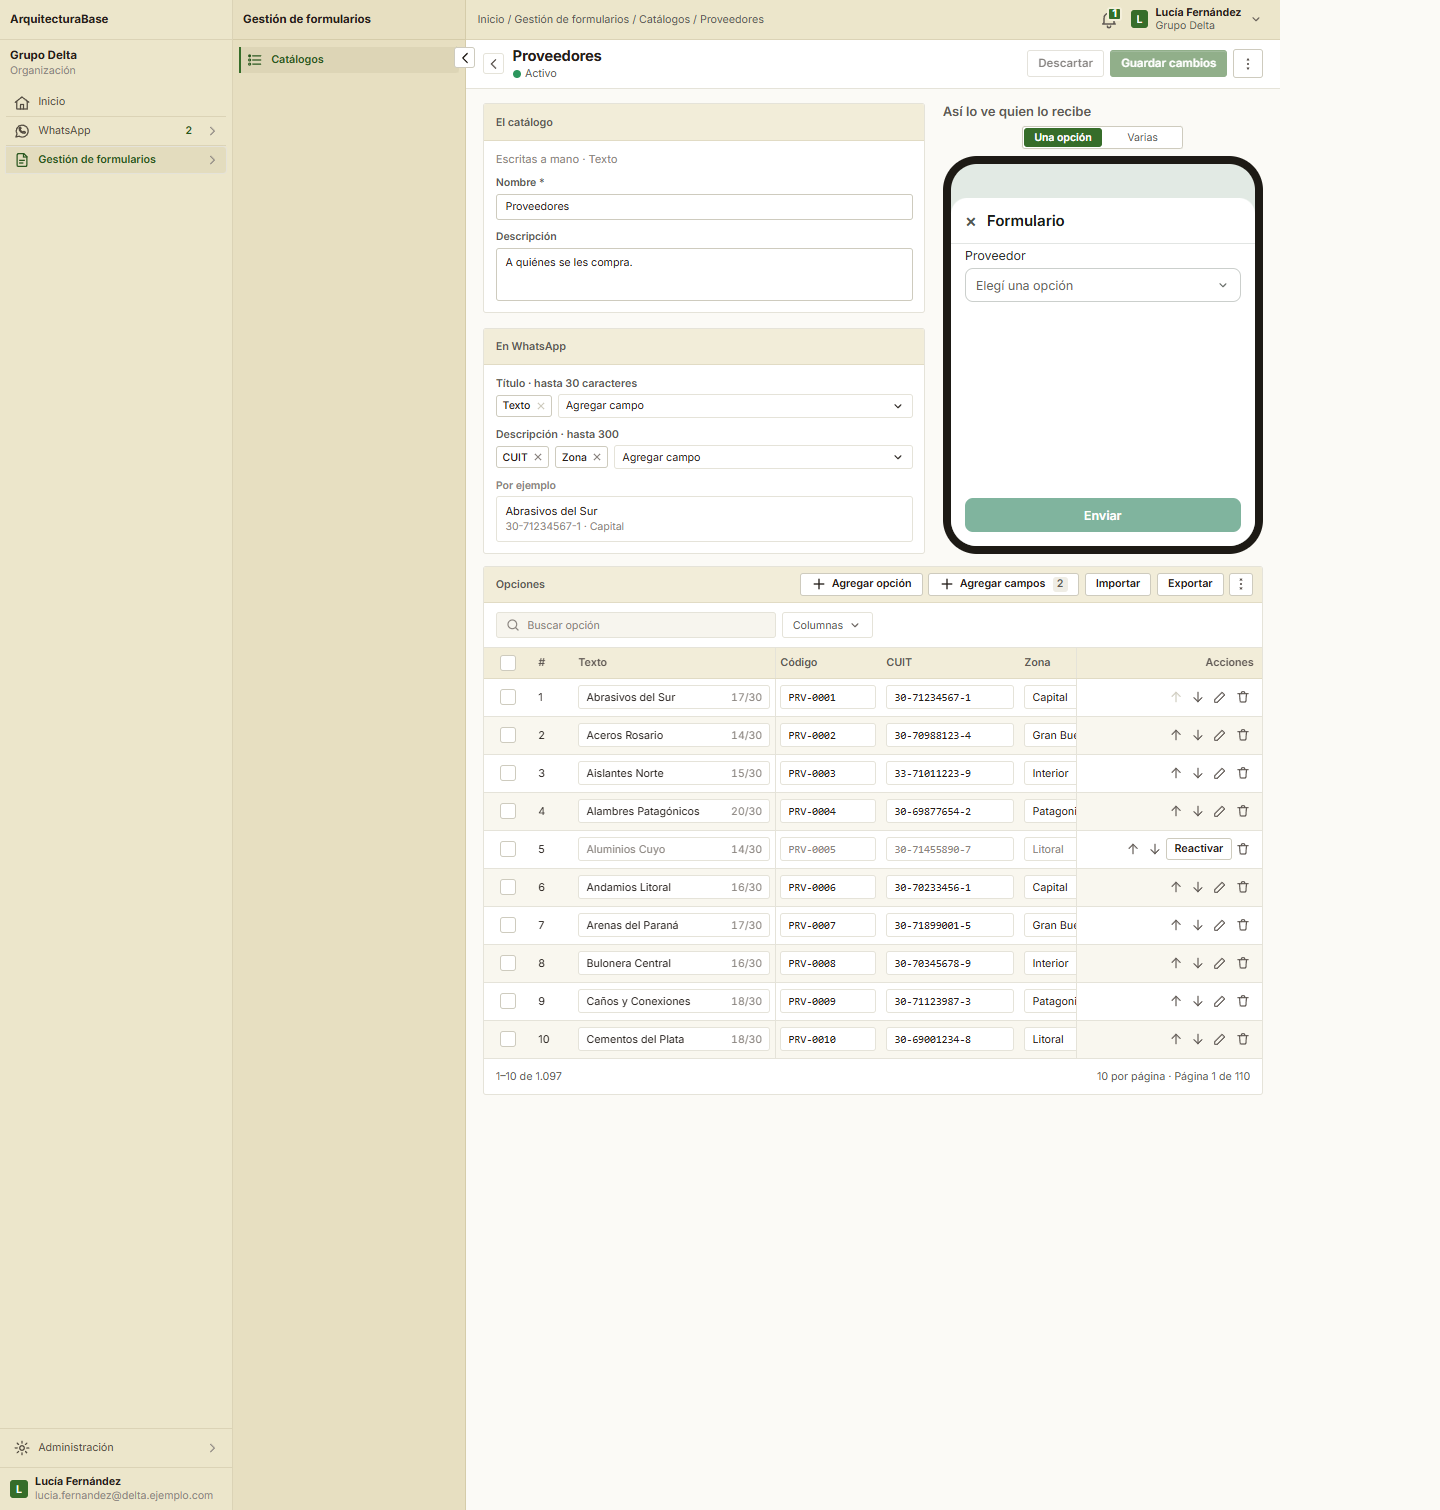 ArquitecturaBase
Grupo Delta
Organización
Inicio
WhatsApp 2
Gestión de formularios
Administración
L Lucía Fernández
lucia.fernandez@delta.ejemplo.com
Gestión de formularios
Catálogos
Inicio / Gestión de formularios / Catálogos / Proveedores
1
L Lucía Fernández
Grupo Delta
Proveedores
Activo
Descartar
Guardar cambios
El catálogo
Escritas a mano · Texto
Nombre *
Proveedores
Descripción
A quiénes se les compra.
En WhatsApp
Título · hasta 30 caracteres
Texto Agregar campo
Descripción · hasta 300
CUIT Zona Agregar campo
Por ejemplo
Abrasivos del Sur
30-71234567-1 · Capital
Así lo ve quien lo recibe
Una opción Varias
Formulario
Proveedor
Elegí una opción
Enviar
Opciones Agregar opción Agregar campos 2 Importar Exportar
Buscar opción Columnas
# Texto Código CUIT Zona Acciones
1 Abrasivos del Sur 17/30 PRV-0001 30-71234567-1 Capital
2 Aceros Rosario 14/30 PRV-0002 30-70988123-4 Gran Bue
3 Aislantes Norte 15/30 PRV-0003 33-71011223-9 Interior
4 Alambres Patagónicos 20/30 PRV-0004 30-69877654-2 Patagoni
5 Aluminios Cuyo 14/30 PRV-0005 30-71455890-7 Litoral Reactivar
6 Andamios Litoral 16/30 PRV-0006 30-70233456-1 Capital
7 Arenas del Paraná 17/30 PRV-0007 30-71899001-5 Gran Bue
8 Bulonera Central 16/30 PRV-0008 30-70345678-9 Interior
9 Caños y Conexiones 18/30 PRV-0009 30-71123987-3 Patagoni
10 Cementos del Plata 18/30 PRV-0010 30-69001234-8 Litoral
1–10 de 1.097 10 por página · Página 1 de 110